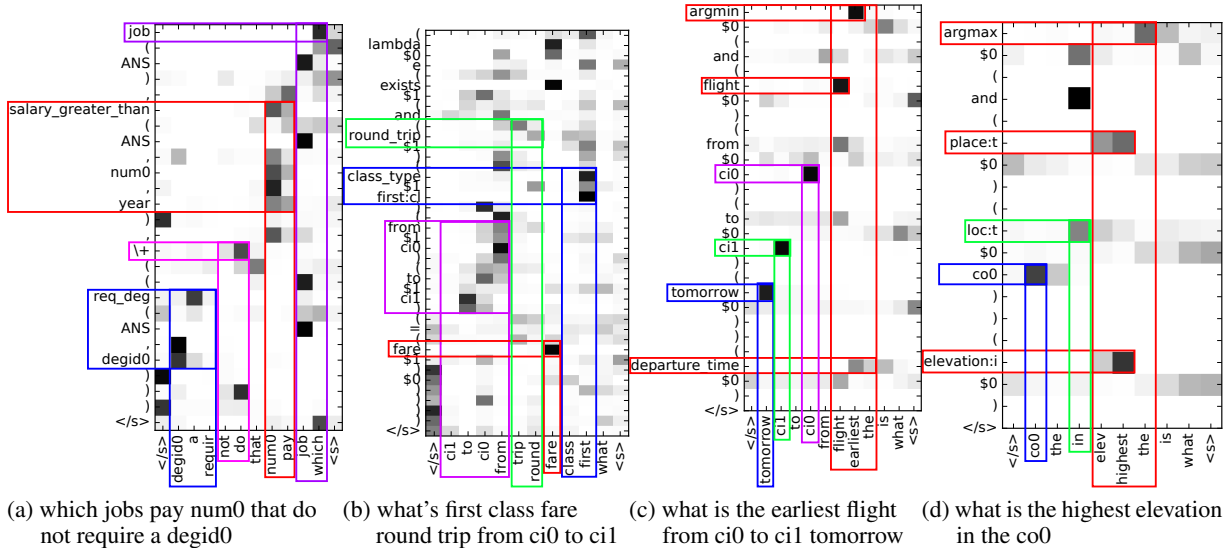 job
(
ANS
)
,
salary_greater_than
(
ANS
,
num0
,
year
)
,
\+
(
(
req_deg
(
ANS
,
degid0
)
)
)
</s>
</s>
degid0
a
requir
not
do
that
num0
pay
job
which
<s>
(a) which jobs pay num0 that do
not require a degid0
(
lambda
$0
e
(
exists
$1
(
and
(
round_trip
$1
)
(
class_type
$1
first:c
)
(
from
$1
ci0
)
(
to
$1
ci1
)
(
=
(
fare
$1
)
$0
)
)
)
)
</s>
</s>
ci1
to
ci0
from
trip
round
fare
class
first
what
<s>
(b) what's first class fare
round trip from ci0 to ci1
argmin
$0
(
and
(
flight
$0
)
(
from
$0
ci0
)
(
to
$0
ci1
)
(
tomorrow
$0
)
)
(
departure_time
$0
)
</s>
</s>
tomorrow
ci1
to
ci0
from
flight
earliest
the
is
what
<s>
(c) what is the earliest flight
from ci0 to ci1 tomorrow
argmax
$0
(
and
(
place:t
$0
)
(
loc:t
$0
co0
)
)
(
elevation:i
$0
)
</s>
</s>
co0
the
in
elev
highest
the
is
what
<s>
(d) what is the highest elevation
in the co0